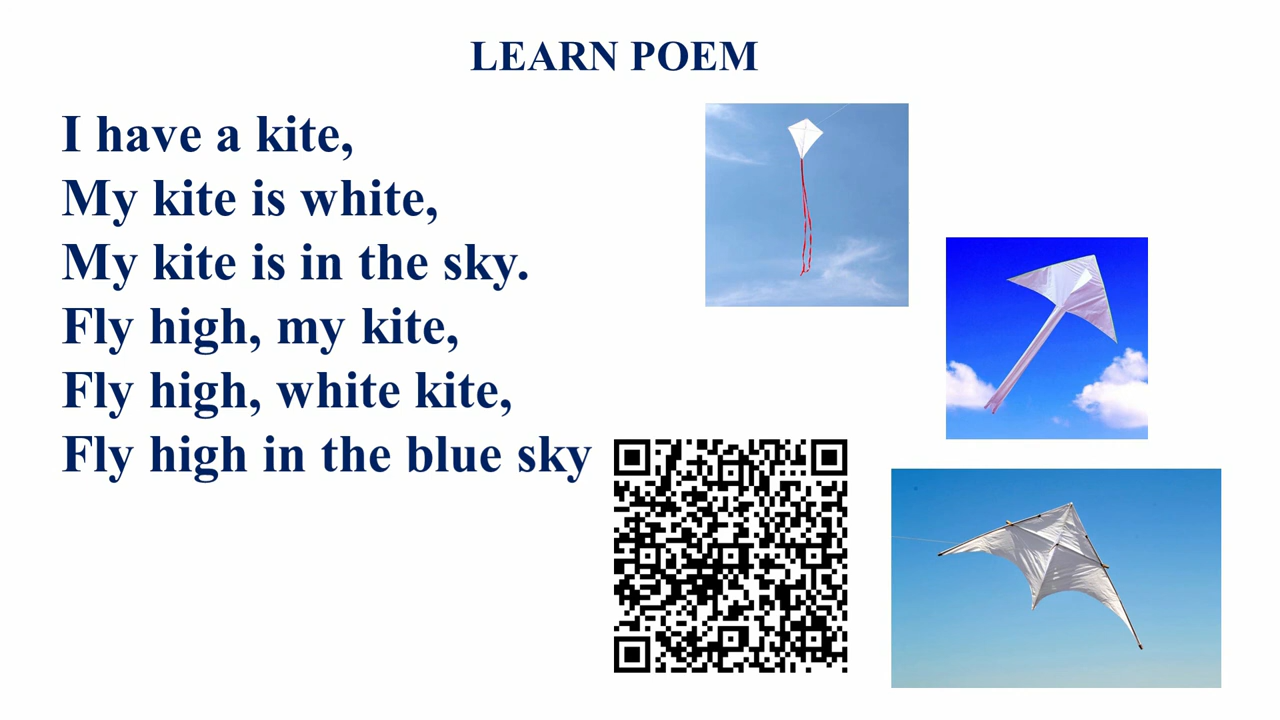 LEARN POEM
I have a kite,
My kite is white,
My kite is in the sky.
Fly high, my kite,
Fly high, white kite,
Fly high in the blue sky